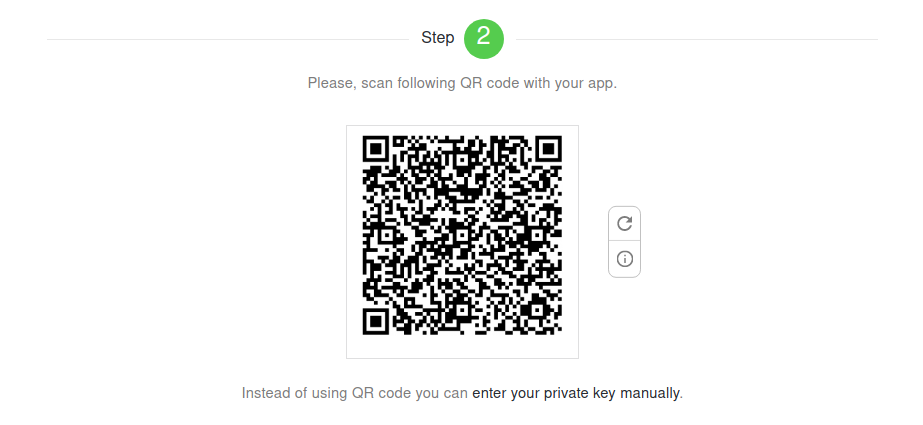 Step 2
Please, scan following QR code with your app.
Instead of using QR code you can enter your private key manually.